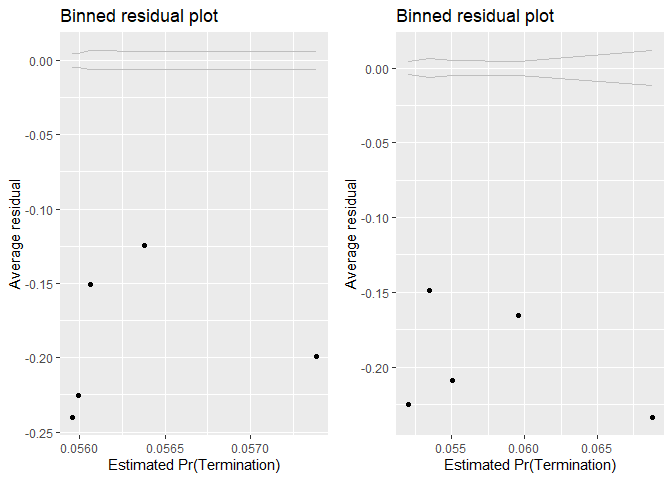 Binned residual plot
0.00
-0.05
-0.10
-0.15
-0.20
-0.25
Average residual
0.0560
0.0565
0.0570
Estimated Pr(Termination)
Binned residual plot
0.00
-0.05
-0.10
-0.15
-0.20
Average residual
0.055
0.060
0.065
Estimated Pr(Termination)